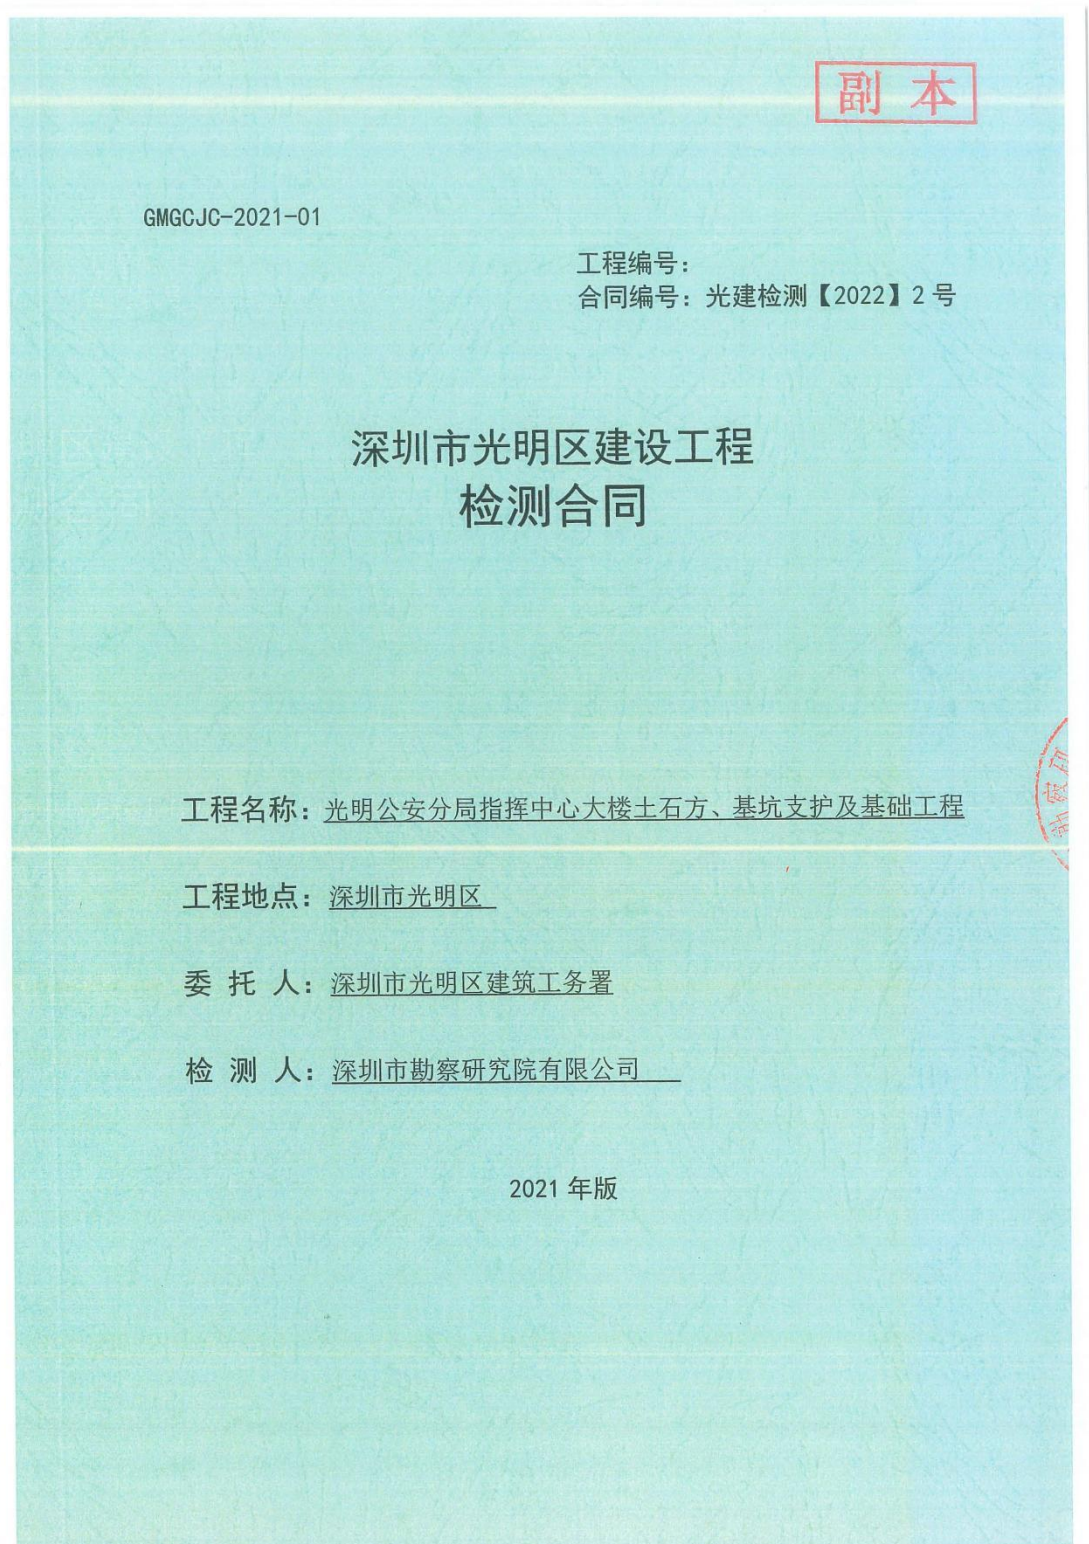 副 本
GMGCJC-2021-01
工程编号：
合同编号：光建检测【2022】2 号
深圳市光明区建设工程
检测合同
工程名称：光明公安分局指挥中心大楼土石方、基坑支护及基础工程
工程地点：深圳市光明区
委 托 人：深圳市光明区建筑工务署
检 测 人：深圳市勘察研究院有限公司
2021 年版